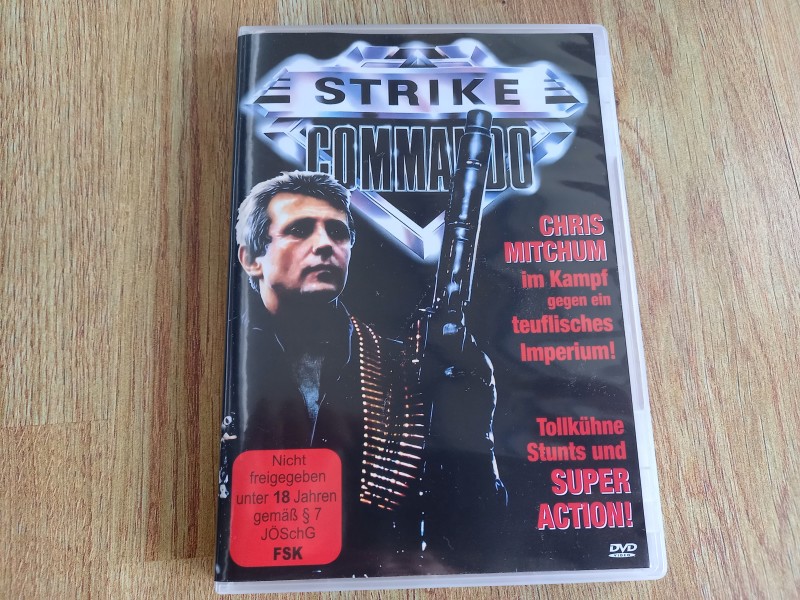 STRIKE
COMMANDO
CHRIS
MITCHUM
im Kampf
gegen ein
teuflisches
Imperium!
Tollkühne
Stunts und
SUPER
ACTION!
Nicht
freigegeben
unter 18 Jahren
gemäß § 7
JÖSchG
FSK
DVD
VIDEO